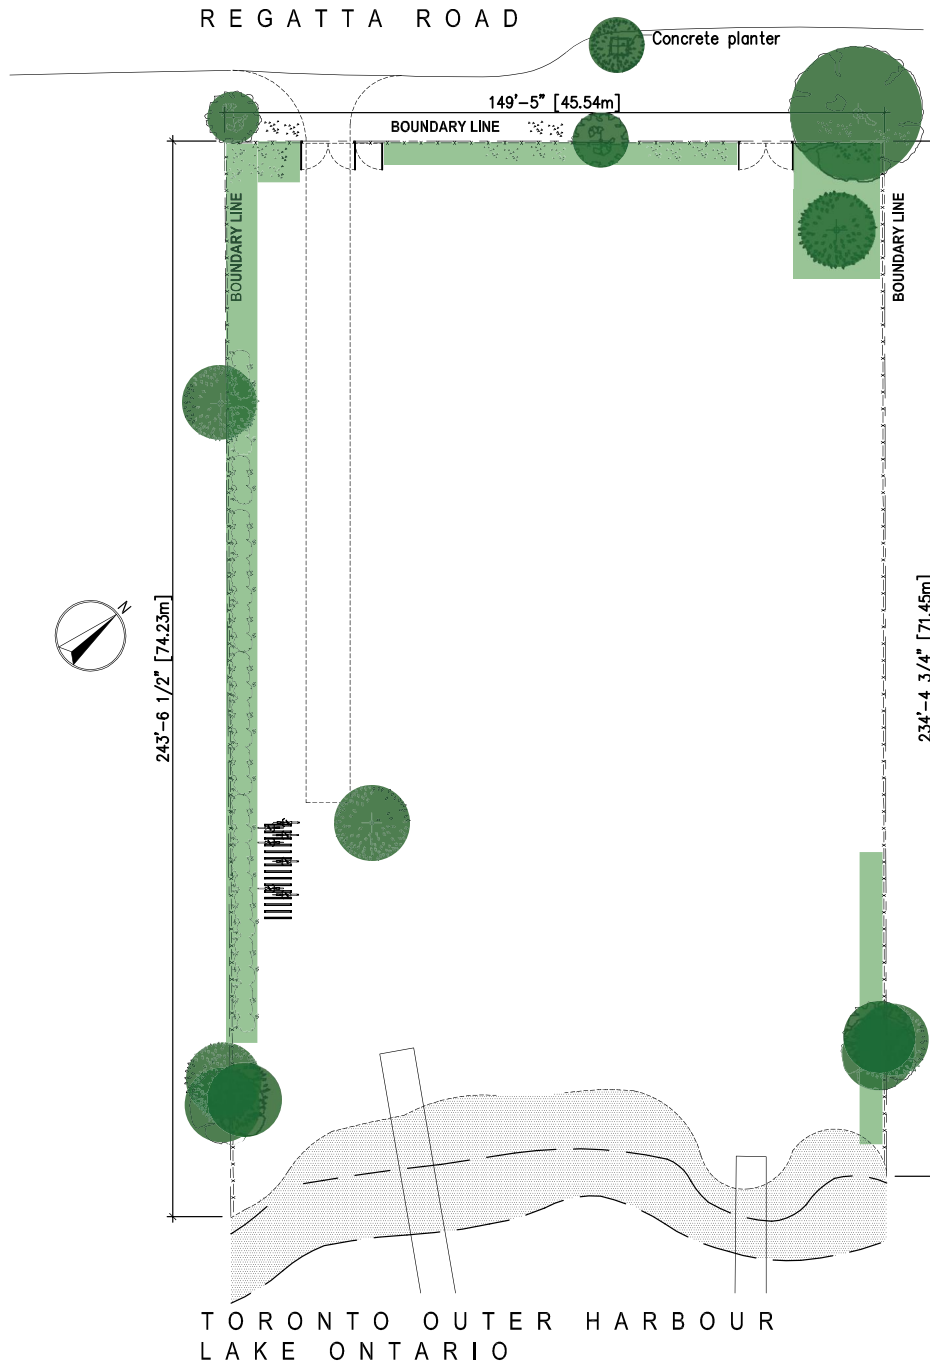 REGATTA ROAD
Concrete planter
149'-5" [45.54m]
BOUNDARY LINE
BOUNDARY LINE
BOUNDARY LINE
N
243'-6 1/2" [74.23m]
234'-4 3/4" [71.45m]
TORONTO OUTER HARBOUR
LAKE ONTARIO